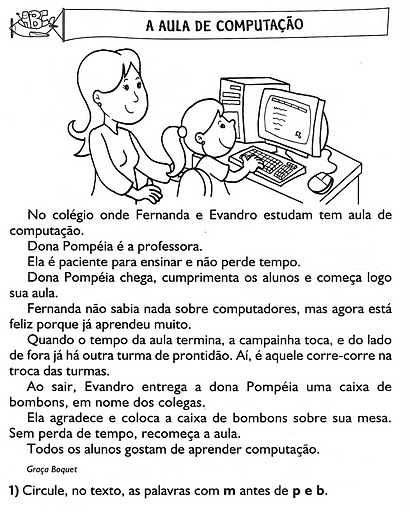 A AULA DE COMPUTAÇÃO
No colégio onde Fernanda e Evandro estudam tem aula de
computação.
Dona Pompéia é a professora.
Ela é paciente para ensinar e não perde tempo.
Dona Pompéia chega, cumprimenta os alunos e começa logo
sua aula.
Fernanda não sabia nada sobre computadores, mas agora está
feliz porque já aprendeu muito.
Quando o tempo da aula termina, a campainha toca, e do lado
de fora já há outra turma de prontidão. Aí, é aquele corre-corre na
troca das turmas.
Ao sair, Evandro entrega a dona Pompéia uma caixa de
bombons, em nome dos colegas.
Ela agradece e coloca a caixa de bombons sobre sua mesa.
Sem perda de tempo, recomeça a aula.
Todos os alunos gostam de aprender computação.
Graça Boquet
1) Circule, no texto, as palavras com m antes de p e b.